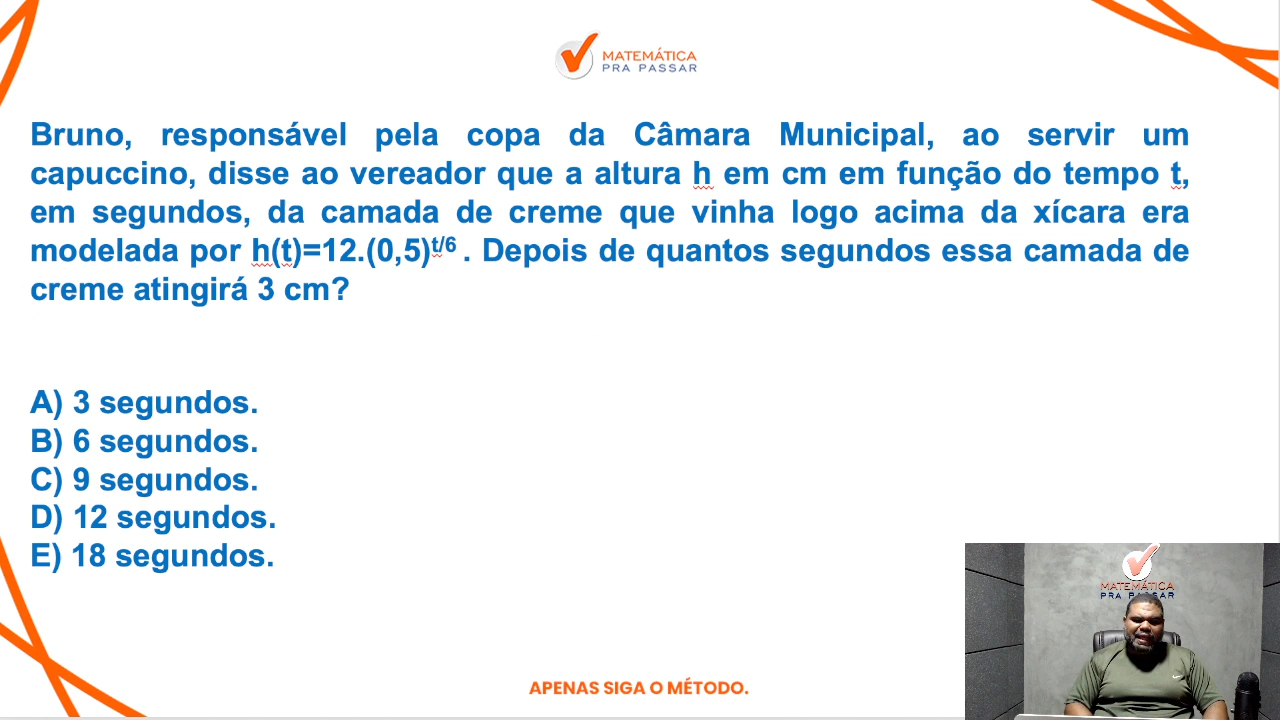 MATEMÁTICA
PRA PASSAR
Bruno, responsável pela copa da Câmara Municipal, ao servir um
capuccino, disse ao vereador que a altura h em cm em função do tempo t,
em segundos, da camada de creme que vinha logo acima da xícara era
modelada por h(t)=12.(0,5)^t/6 . Depois de quantos segundos essa camada de
creme atingirá 3 cm?
A) 3 segundos.
B) 6 segundos.
C) 9 segundos.
D) 12 segundos.
E) 18 segundos.
MATEMÁTICA
PRA PASSAR
APENAS SIGA O MÉTODO.